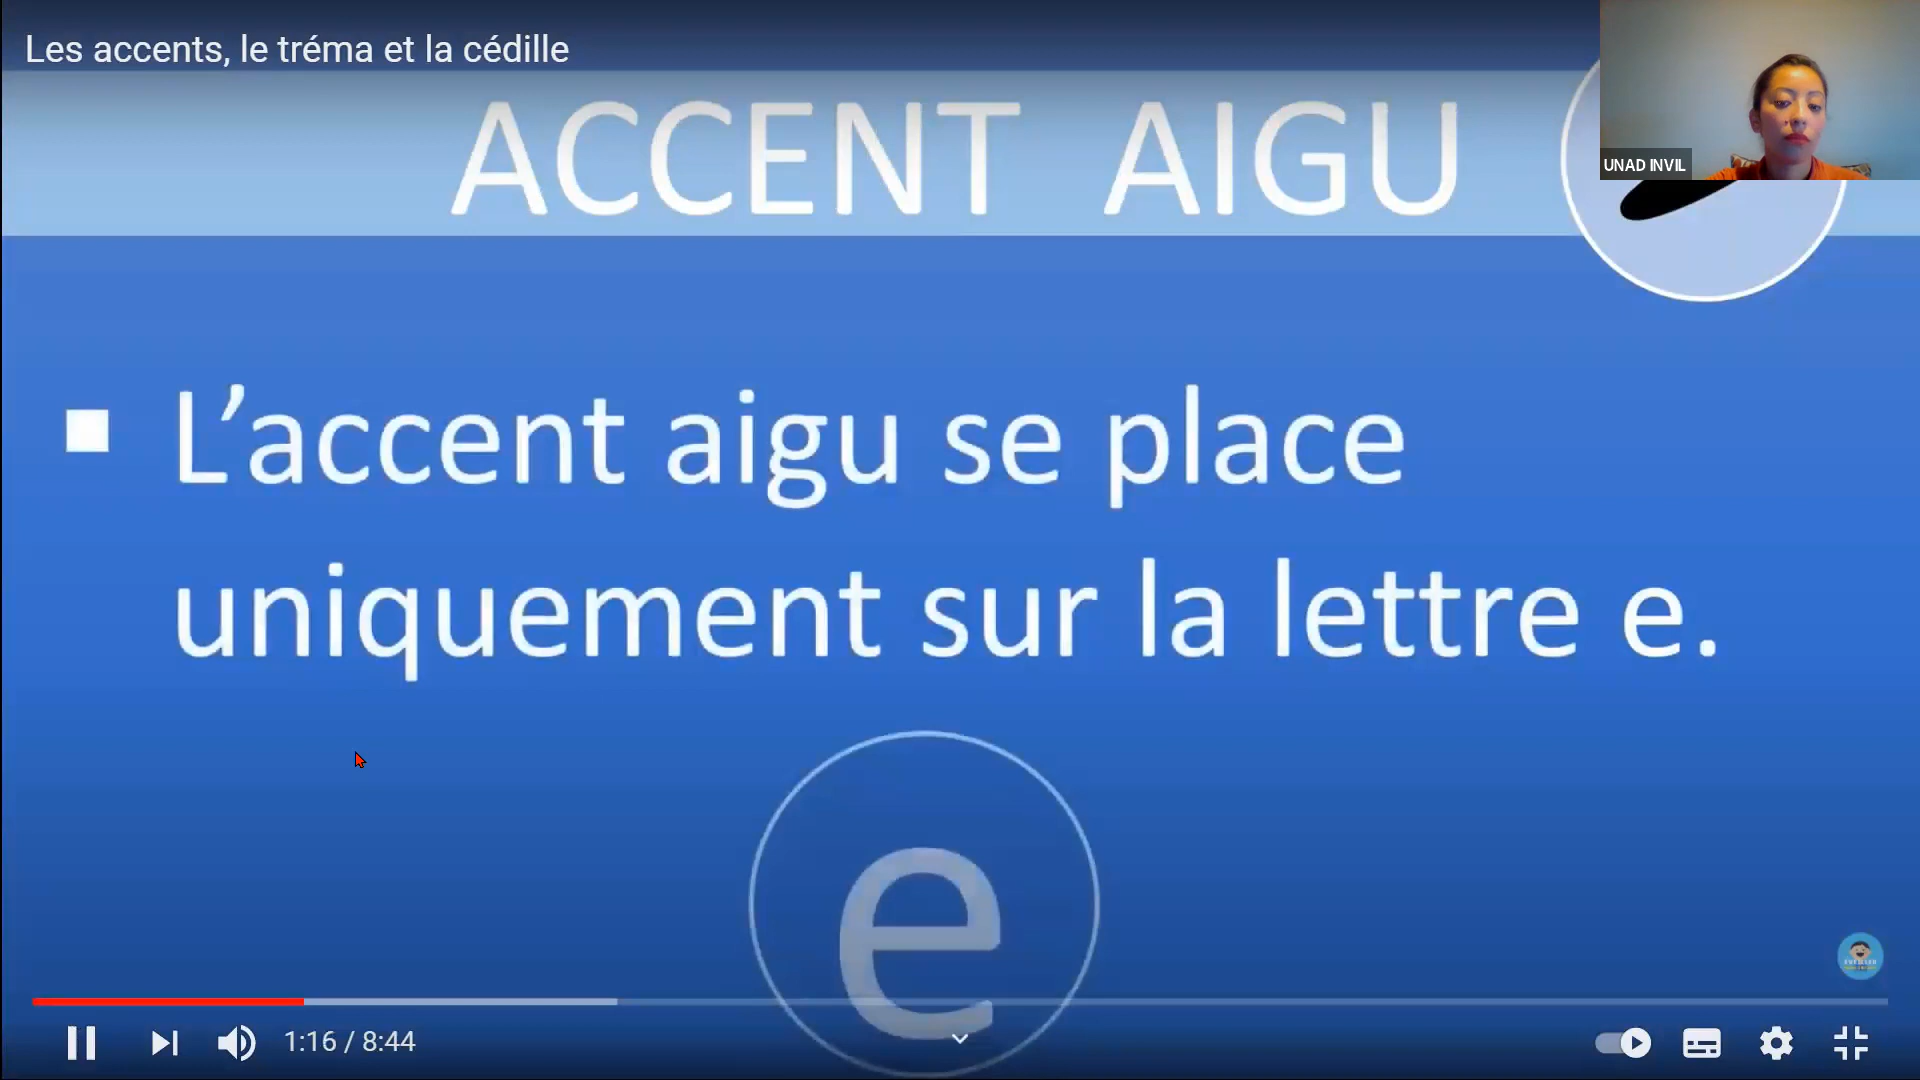 Les accents, le tréma et la cédille
UNAD INVIL
ACCENT AIGU
L’accent aigu se place
uniquement sur la lettre e.
e
1:16 / 8:44